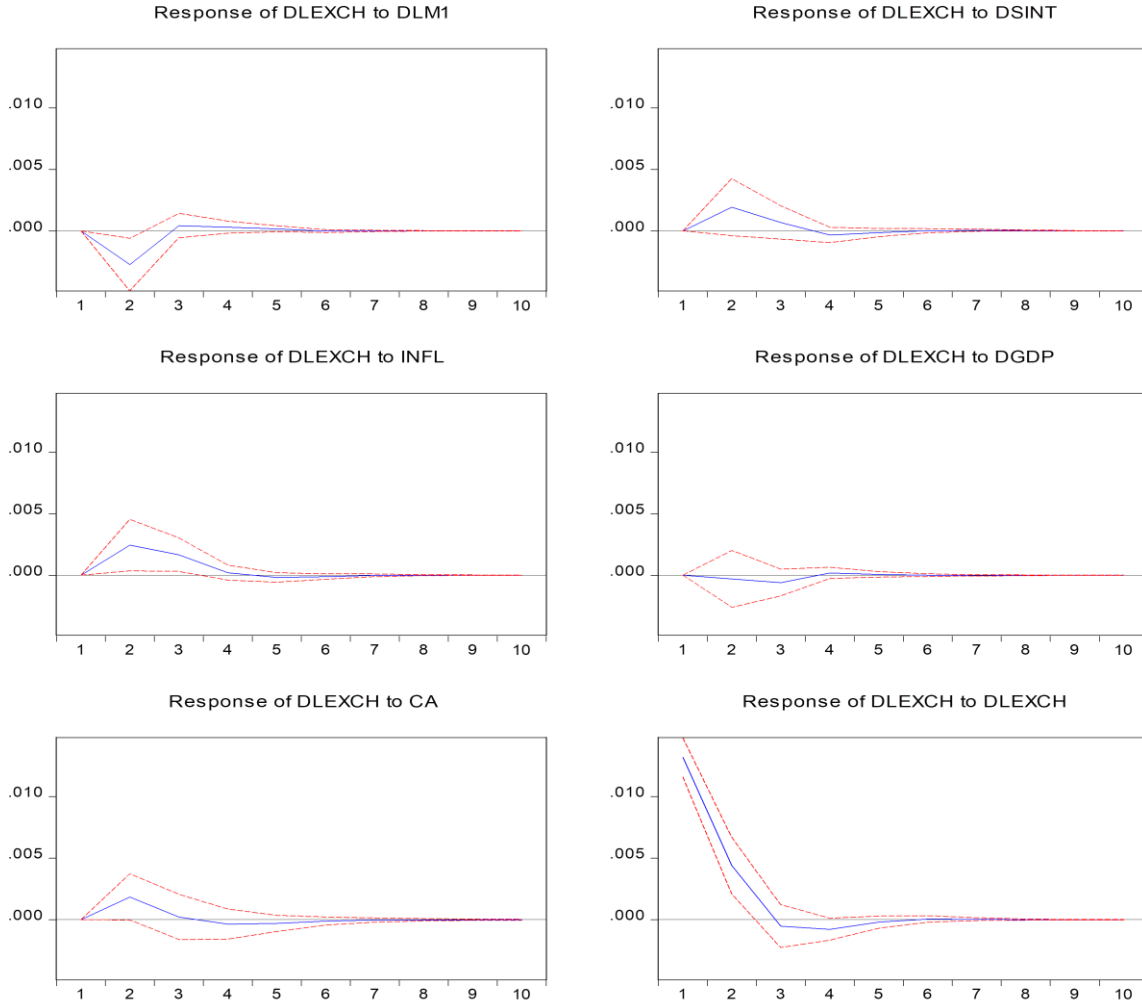 Response of DLEXCH to DLM1
.010
.005
.000
1 2 3 4 5 6 7 8 9 10
Response of DLEXCH to DSINT
.010
.005
.000
1 2 3 4 5 6 7 8 9 10
Response of DLEXCH to INFL
.010
.005
.000
1 2 3 4 5 6 7 8 9 10
Response of DLEXCH to DGDP
.010
.005
.000
1 2 3 4 5 6 7 8 9 10
Response of DLEXCH to CA
.010
.005
.000
1 2 3 4 5 6 7 8 9 10
Response of DLEXCH to DLEXCH
.010
.005
.000
1 2 3 4 5 6 7 8 9 10